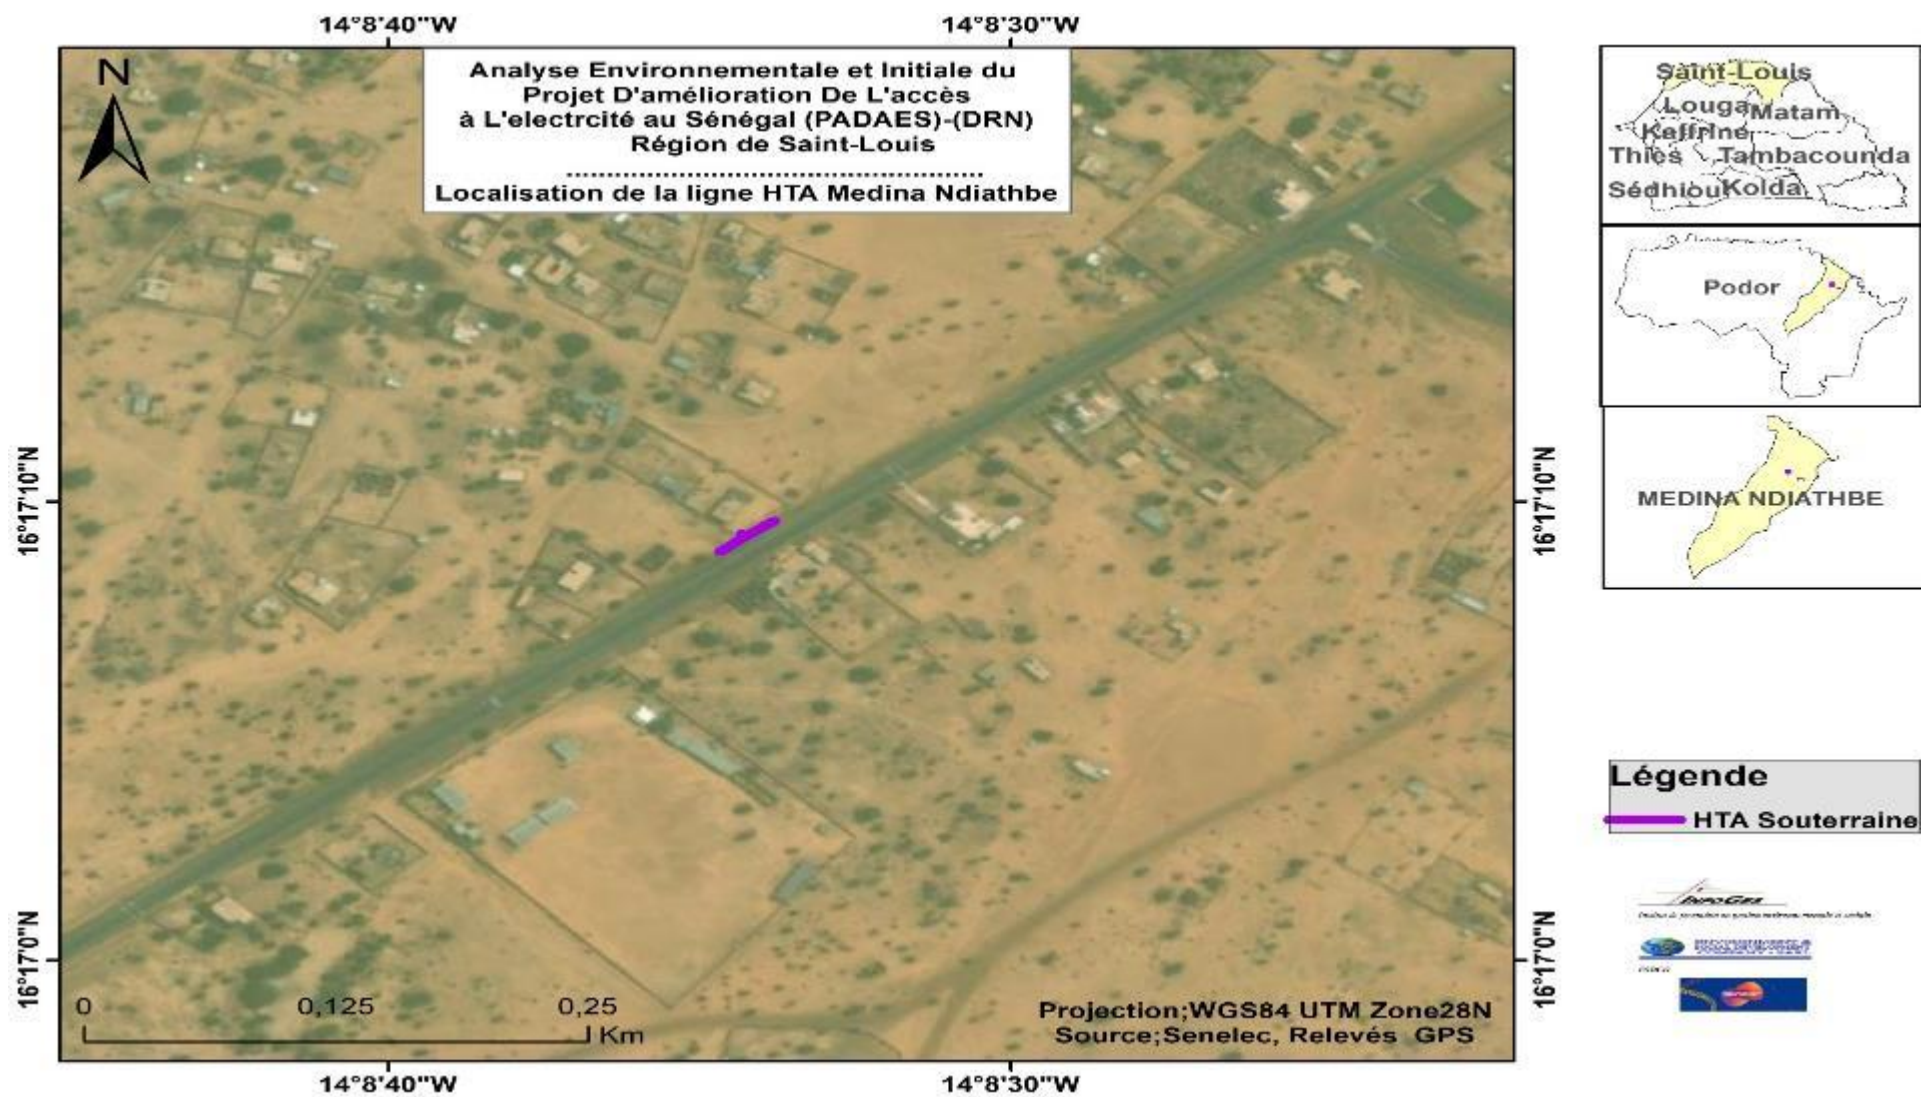 14°8'40"W
14°8'30"W
N
Analyse Environnementale et Initiale du
Projet D'amélioration De L'accès
à L'electrcité au Sénégal (PADAES)-(DRN)
Région de Saint-Louis
Localisation de la ligne HTA Medina Ndiathbe
Saint-Louis
Louga
Matam
Kaffrine
Thiès
Tambacounda
Sédhiou
Kolda
Podor
MEDINA NDIATHBE
16°17'10"N
16°17'10"N
16°17'0"N
16°17'0"N
Légende
HTA Souterraine
INFOGES
0
0,125
0,25
Km
Projection;WGS84 UTM Zone28N
Source;Senelec, Relevés GPS
14°8'40"W
14°8'30"W